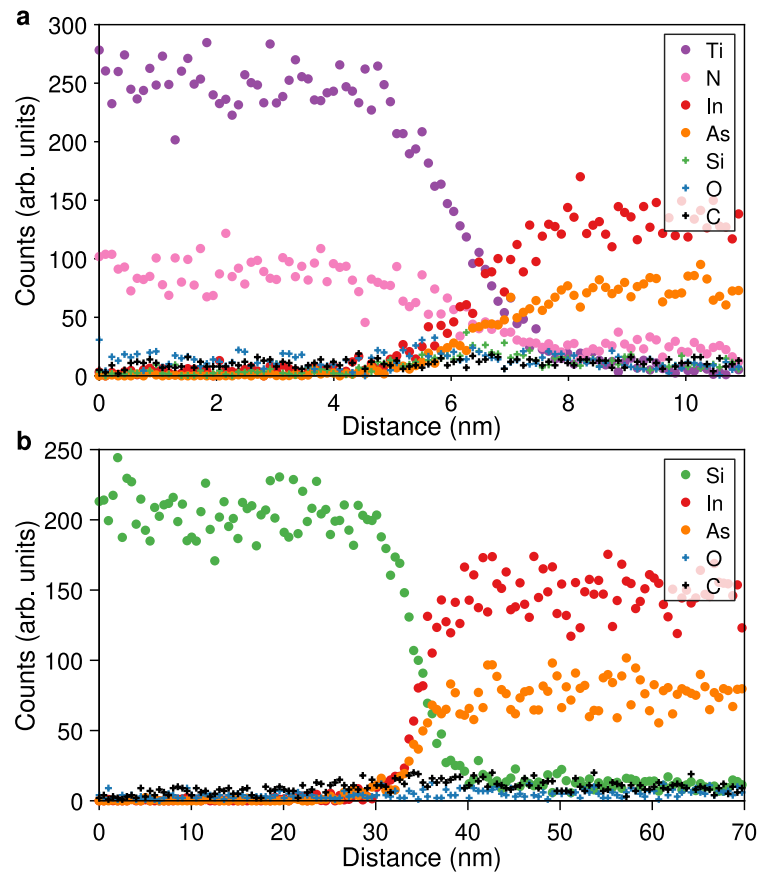 a
300
250
200
150
100
50
0
Counts (arb. units)
Ti
N
In
As
Si
O
C
0 2 4 6 8 10
Distance (nm)
b
250
200
150
100
50
0
Counts (arb. units)
Si
In
As
O
C
0 10 20 30 40 50 60 70
Distance (nm)